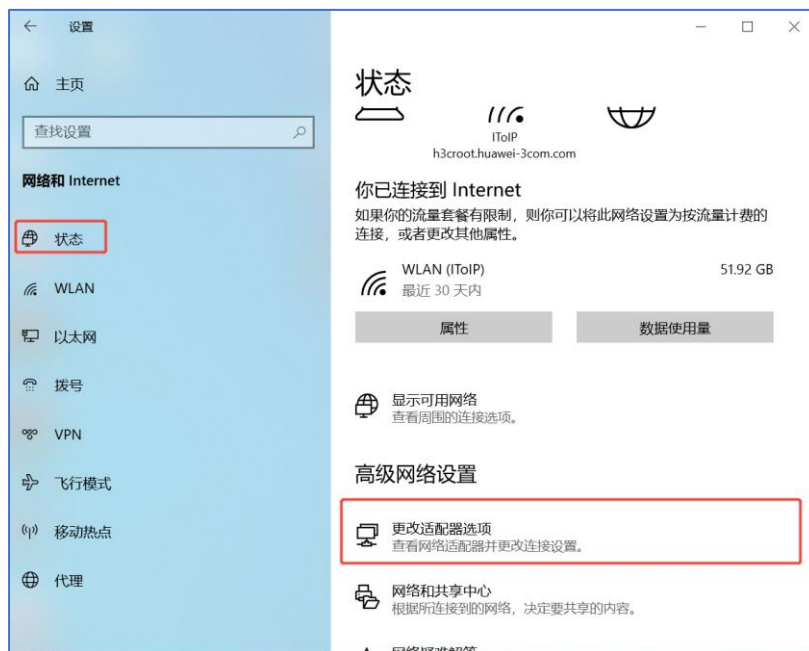 设置
主页
查找设置
网络和 Internet
状态
WLAN
以太网
拨号
VPN
飞行模式
移动热点
代理
状态
IToIP
h3croot.huawei-3com.com
你已连接到 Internet
如果你的流量套餐有限制，则你可以将此网络设置为按流量计费的
连接，或者更改其他属性。
WLAN (IToIP)
51.92 GB
最近 30 天内
属性
数据使用量
显示可用网络
查看周围的连接选项。
高级网络设置
更改适配器选项
查看网络适配器并更改连接设置。
网络和共享中心
根据所连接到的网络，决定要共享的内容。
网络疑难解答